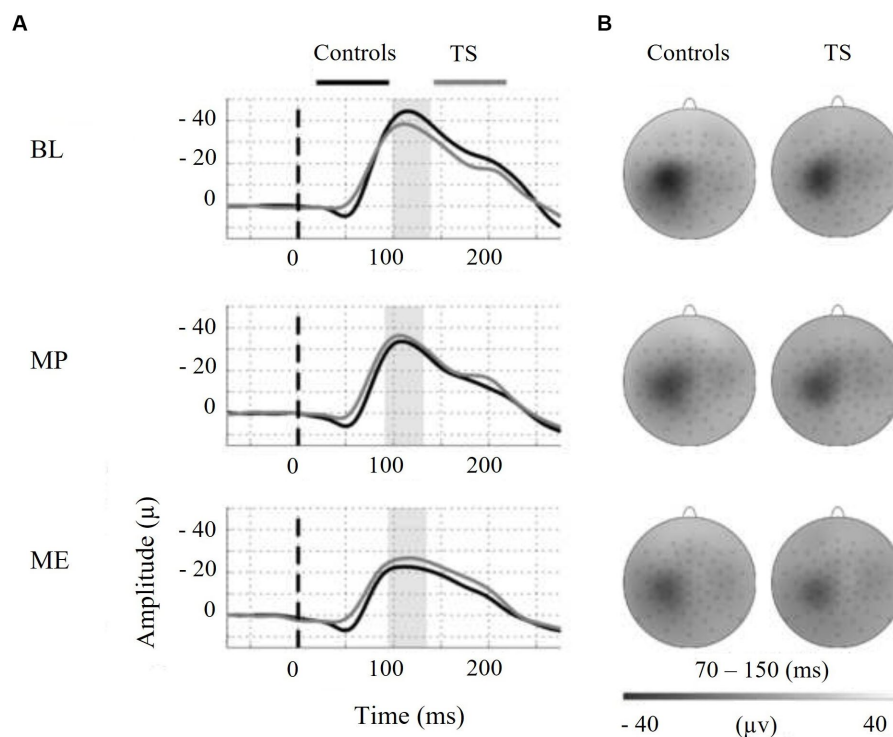 A
B
Controls TS
Controls TS
BL
- 40
- 20
0
0 100 200
MP
- 40
- 20
0
0 100 200
ME
Amplitude (µ)
- 40
- 20
0
0 100 200
Time (ms)
70 – 150 (ms)
- 40 (µv) 40